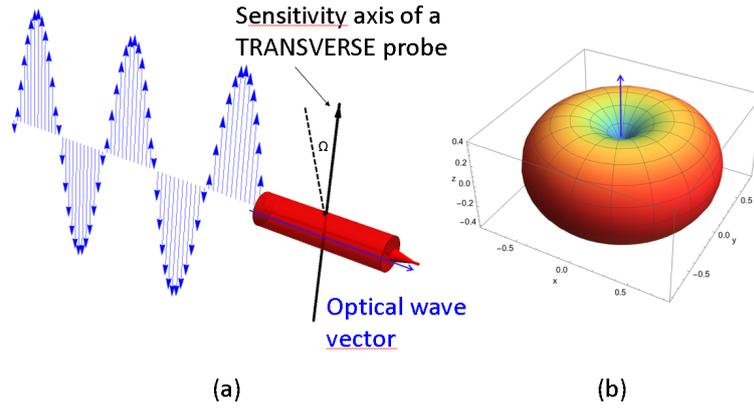 Sensitivity axis of a
TRANSVERSE probe
Ω
Optical wave
vector
(a)
0.4
0.2
z 0.0
−0.2
−0.4
−0.5
0.0
x
0.5
0.5
0.0
y
−0.5
(b)